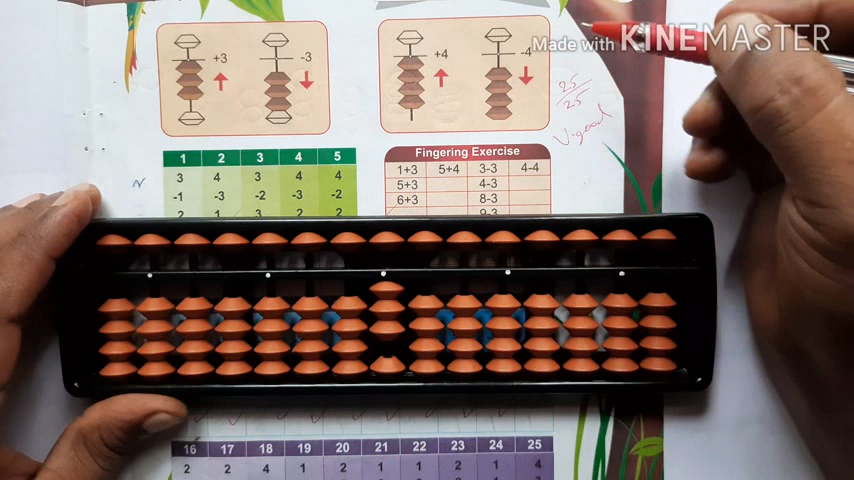 Made with KINEMASTER
+3
-3
+4
-4
25
25
V.good
1 2 3 4 5
3 4 3 4 4
-1 -3 -2 -3 -2
2 1 3 2 2
Fingering Exercise
1+3 5+4 3-3 4-4
5+3 4-3
6+3 8-3
9-3
16 17 18 19 20 21 22 23 24 25
2 2 4 1 2 1 1 2 1 4